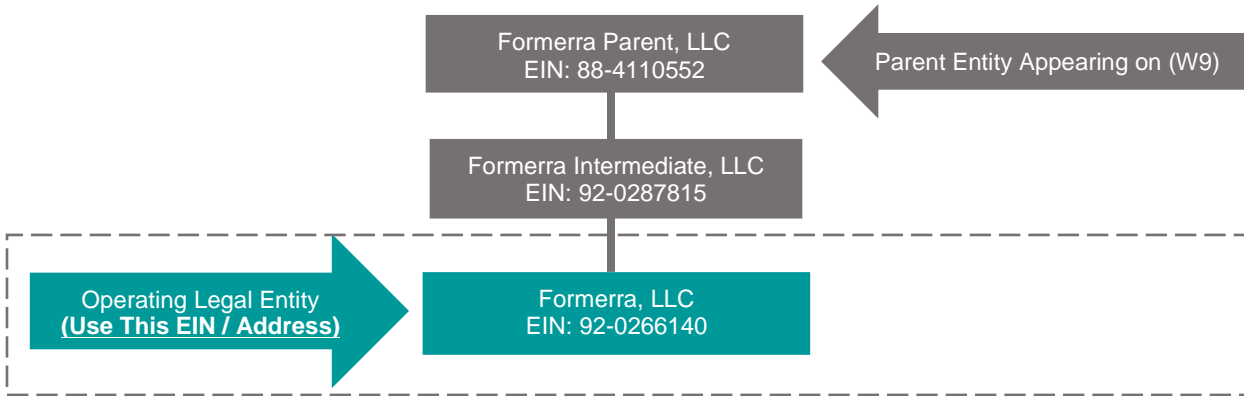 Formerra Parent, LLC
EIN: 88-4110552
Parent Entity Appearing on (W9)
Formerra Intermediate, LLC
EIN: 92-0287815
Operating Legal Entity
(Use This EIN / Address)
Formerra, LLC
EIN: 92-0266140